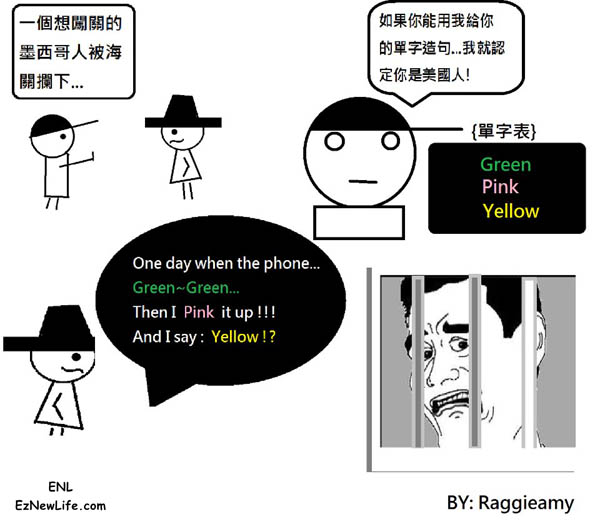 一個想闖關的
墨西哥人被海
關攔下...
如果你能用我給你
的單字造句...我就認
定你是美國人!
{單字表}
Green
Pink
Yellow
One day when the phone...
Green~Green...
Then I Pink it up !!!
And I say : Yellow !?
ENL
EzNewLife.com
BY: Raggieamy